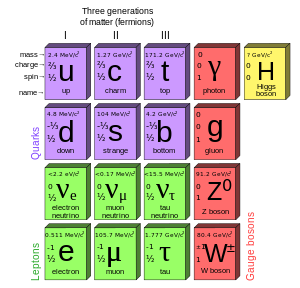 Three generations
of matter (fermions)
I II III
mass→ 2.4 MeV/c² 1.27 GeV/c² 171.2 GeV/c² 0 ? GeV/c²
charge→ ⅔ ⅔ ⅔ 0 0
spin→ ½ ½ ½ 1 0
u c t γ H
name→ up charm top photon Higgs
boson
4.8 MeV/c² 104 MeV/c² 4.2 GeV/c² 0
-⅓ -⅓ -⅓ 0
½ ½ ½ 1
d s b g
down strange bottom gluon
Quarks
<2.2 eV/c² <0.17 MeV/c² <15.5 MeV/c² 91.2 GeV/c²
0 0 0 0
½ ½ ½ 1
νe νμ ντ Z⁰
electron
neutrino
muon
neutrino
tau
neutrino
Z boson
0.511 MeV/c² 105.7 MeV/c² 1.777 GeV/c² 80.4 GeV/c²
-1 -1 -1 ±1
½ ½ ½ 1
e μ τ W±
electron muon tau W boson
Leptons
Gauge bosons